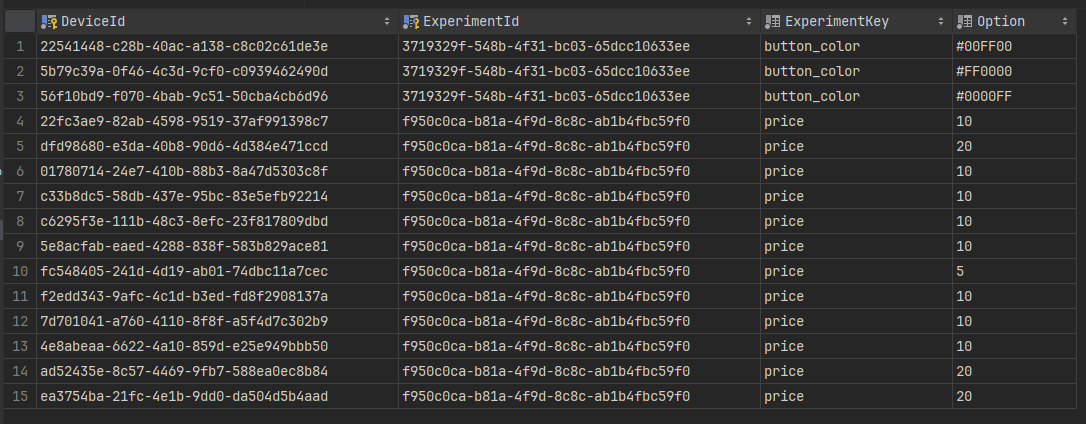 DeviceId ExperimentId ExperimentKey Option
1 22541448-c28b-40ac-a138-c8c02c61de3e 3719329f-548b-4f31-bc03-65dcc10633ee button_color #00FF00
2 5b79c39a-0f46-4c3d-9cf0-c0939462490d 3719329f-548b-4f31-bc03-65dcc10633ee button_color #FF0000
3 56f10bd9-f070-4bab-9c51-50cba4cb6d96 3719329f-548b-4f31-bc03-65dcc10633ee button_color #0000FF
4 22fc3ae9-82ab-4598-9519-37af991398c7 f950c0ca-b81a-4f9d-8c8c-ab1b4fbc59f0 price 10
5 dfd98680-e3da-40b8-90d6-4d384e471ccd f950c0ca-b81a-4f9d-8c8c-ab1b4fbc59f0 price 20
6 01780714-24e7-410b-88b3-8a47d5303c8f f950c0ca-b81a-4f9d-8c8c-ab1b4fbc59f0 price 10
7 c33b8dc5-58db-437e-95bc-83e5efb92214 f950c0ca-b81a-4f9d-8c8c-ab1b4fbc59f0 price 10
8 c6295f3e-111b-48c3-8efc-23f817809dbd f950c0ca-b81a-4f9d-8c8c-ab1b4fbc59f0 price 10
9 5e8acfab-eaed-4288-838f-583b829ace81 f950c0ca-b81a-4f9d-8c8c-ab1b4fbc59f0 price 10
10 fc548405-241d-4d19-ab01-74dbc11a7cec f950c0ca-b81a-4f9d-8c8c-ab1b4fbc59f0 price 5
11 f2edd343-9afc-4c1d-b3ed-fd8f2908137a f950c0ca-b81a-4f9d-8c8c-ab1b4fbc59f0 price 10
12 7d701041-a760-4110-8f8f-a5f4d7c302b9 f950c0ca-b81a-4f9d-8c8c-ab1b4fbc59f0 price 10
13 4e8abeaa-6622-4a10-859d-e25e949bbb50 f950c0ca-b81a-4f9d-8c8c-ab1b4fbc59f0 price 10
14 ad52435e-8c57-4469-9fb7-588ea0ec8b84 f950c0ca-b81a-4f9d-8c8c-ab1b4fbc59f0 price 20
15 ea3754ba-21fc-4e1b-9dd0-da504d5b4aad f950c0ca-b81a-4f9d-8c8c-ab1b4fbc59f0 price 20